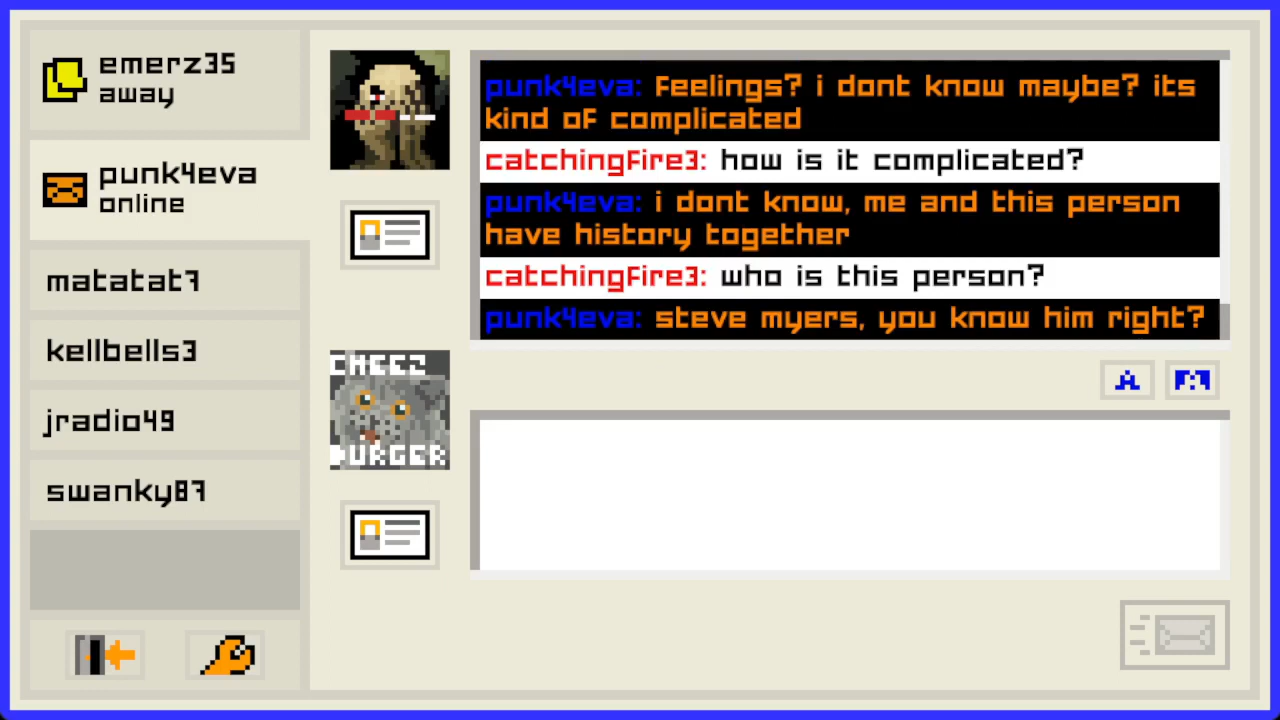 emerz35
away
punk4eva
online
matatat7
kellbells3
jradio49
swanky87
punk4eva: Feelings? i dont know maybe? its
kind of complicated
catchingFire3: how is it complicated?
punk4eva: i dont know, me and this person
have history together
catchingFire3: who is this person?
punk4eva: steve myers, you know him right?
CHEEZ
BURGER
A
A